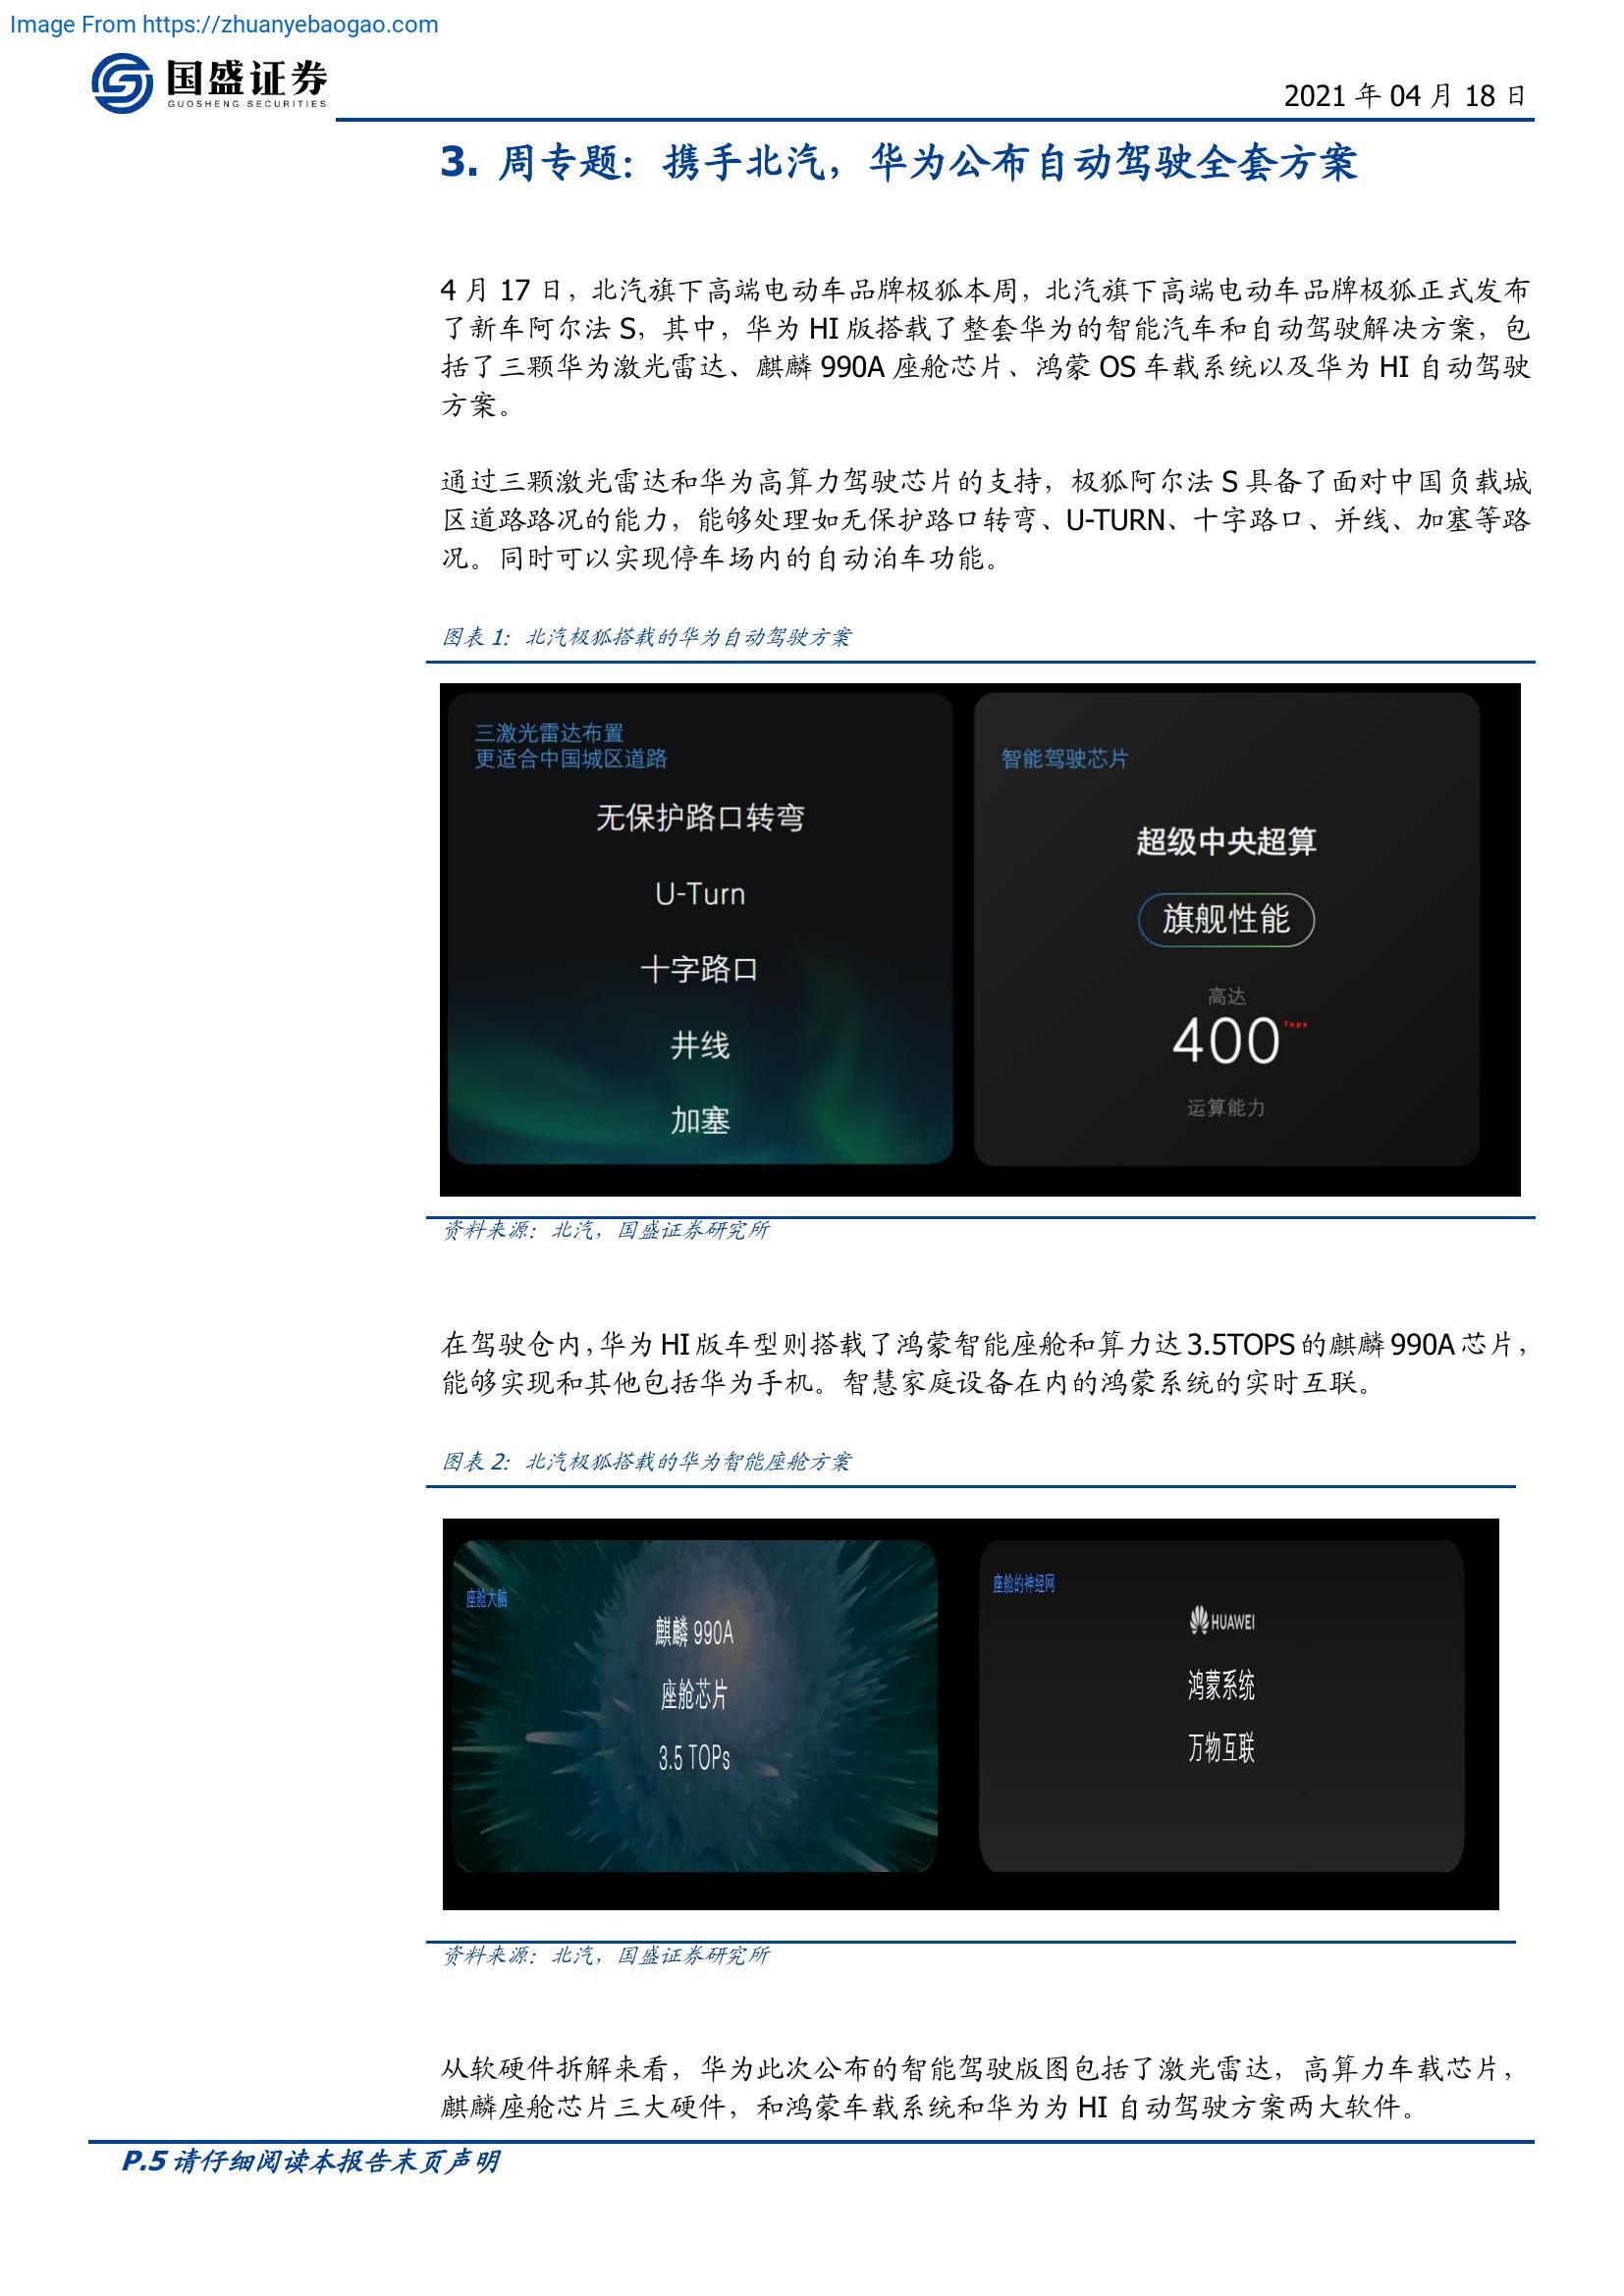 Image From https://zhuanyebaogao.com
国盛证券
GUOSHENG SECURITIES
2021 年 04 月 18 日
3. 周专题：携手北汽，华为公布自动驾驶全套方案
4 月 17 日，北汽旗下高端电动车品牌极狐本周，北汽旗下高端电动车品牌极狐正式发布
了新车阿尔法 S，其中，华为 HI 版搭载了整套华为的智能汽车和自动驾驶解决方案，包
括了三颗华为激光雷达、麒麟 990A 座舱芯片、鸿蒙 OS 车载系统以及华为 HI 自动驾驶
方案。
通过三颗激光雷达和华为高算力驾驶芯片的支持，极狐阿尔法 S 具备了面对中国负载城
区道路路况的能力，能够处理如无保护路口转弯、U-TURN、十字路口、并线、加塞等路
况。同时可以实现停车场内的自动泊车功能。
图表 1：北汽极狐搭载的华为自动驾驶方案
三激光雷达布置
更适合中国城区道路
无保护路口转弯
U-Turn
十字路口
井线
加塞
智能驾驶芯片
超级中央超算
旗舰性能
高达
400 Tops
运算能力
资料来源：北汽，国盛证券研究所
在驾驶仓内，华为 HI 版车型则搭载了鸿蒙智能座舱和算力达 3.5TOPS 的麒麟 990A 芯片，
能够实现和其他包括华为手机。智慧家庭设备在内的鸿蒙系统的实时互联。
图表 2：北汽极狐搭载的华为智能座舱方案
座舱大脑
麒麟 990A
座舱芯片
3.5 TOPs
座舱的神经网
HUAWEI
鸿蒙系统
万物互联
资料来源：北汽，国盛证券研究所
从软硬件拆解来看，华为此次公布的智能驾驶版图包括了激光雷达，高算力车载芯片，
麒麟座舱芯片三大硬件，和鸿蒙车载系统和华为为 HI 自动驾驶方案两大软件。
P.5 请仔细阅读本报告末页声明